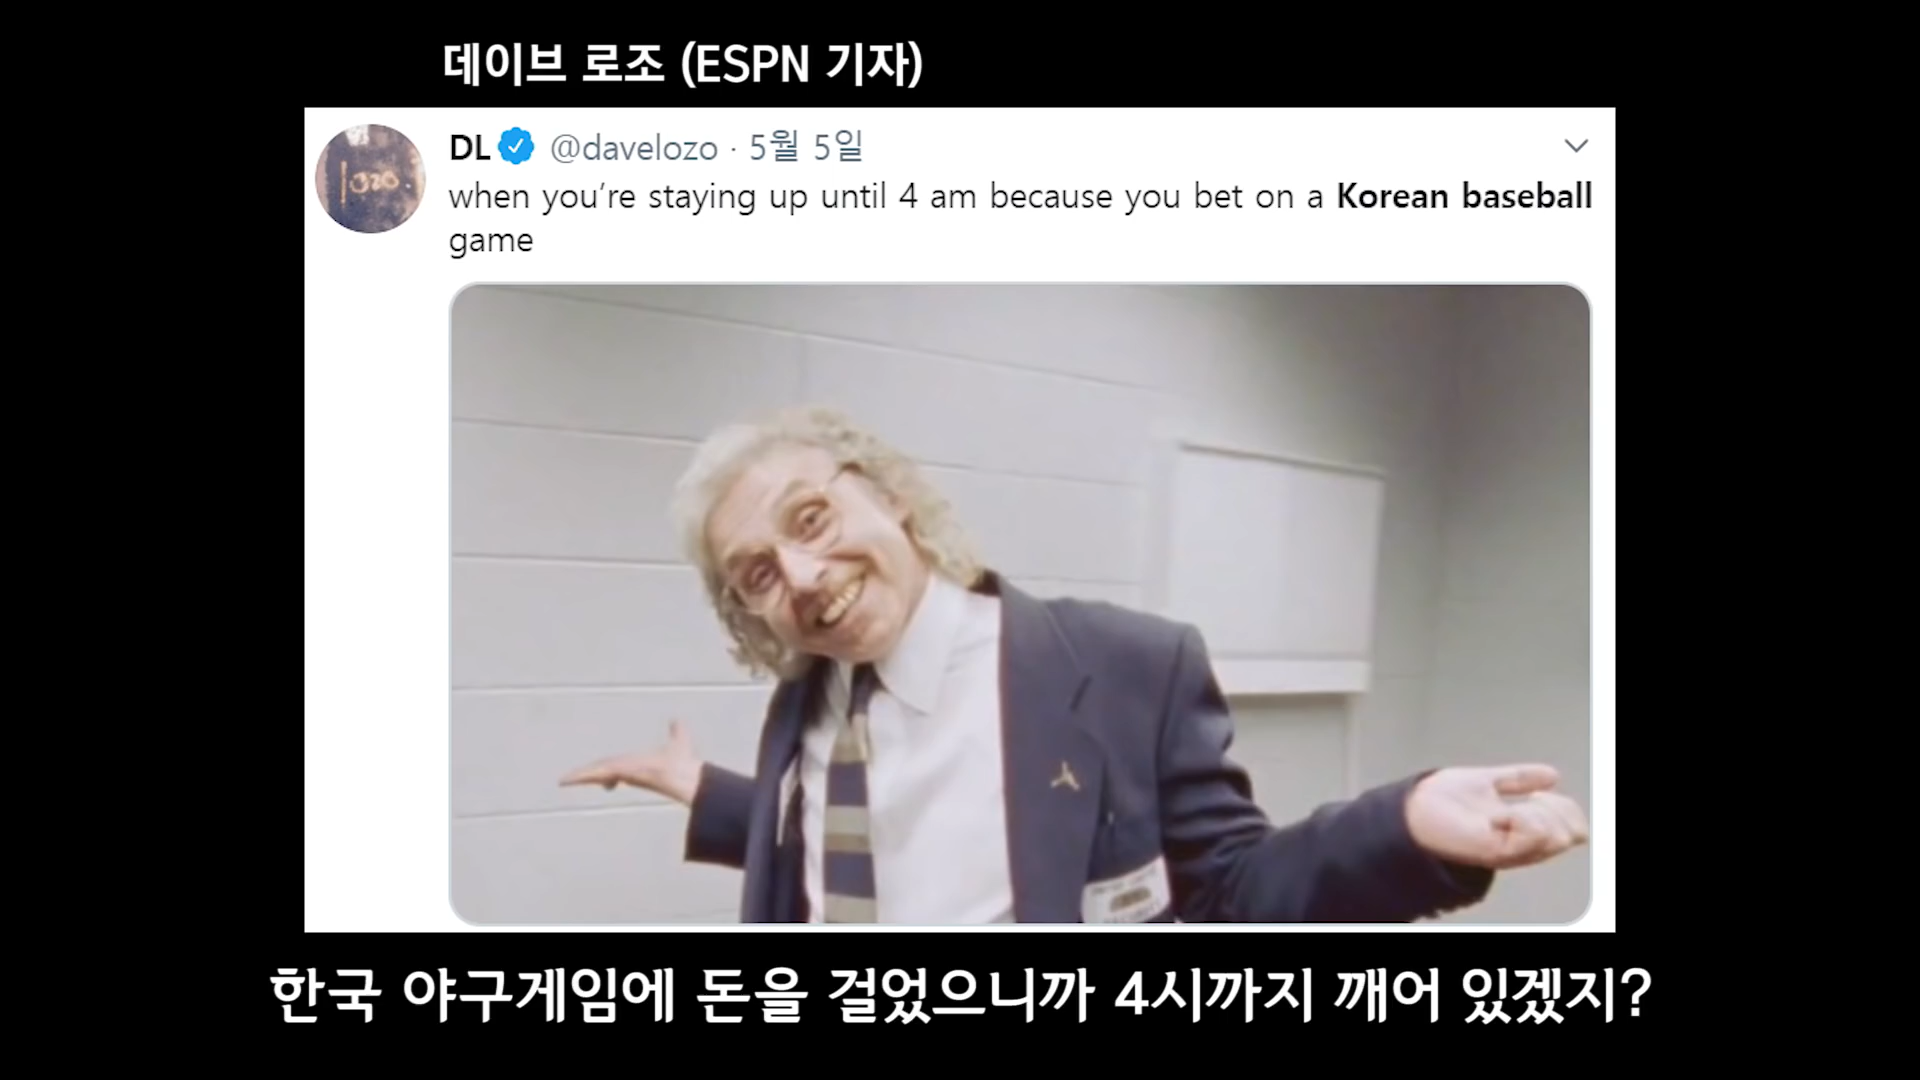 데이브 로조 (ESPN 기자)
DL @davelozo · 5월 5일
when you're staying up until 4 am because you bet on a Korean baseball
game
한국 야구게임에 돈을 걸었으니까 4시까지 깨어 있겠지?